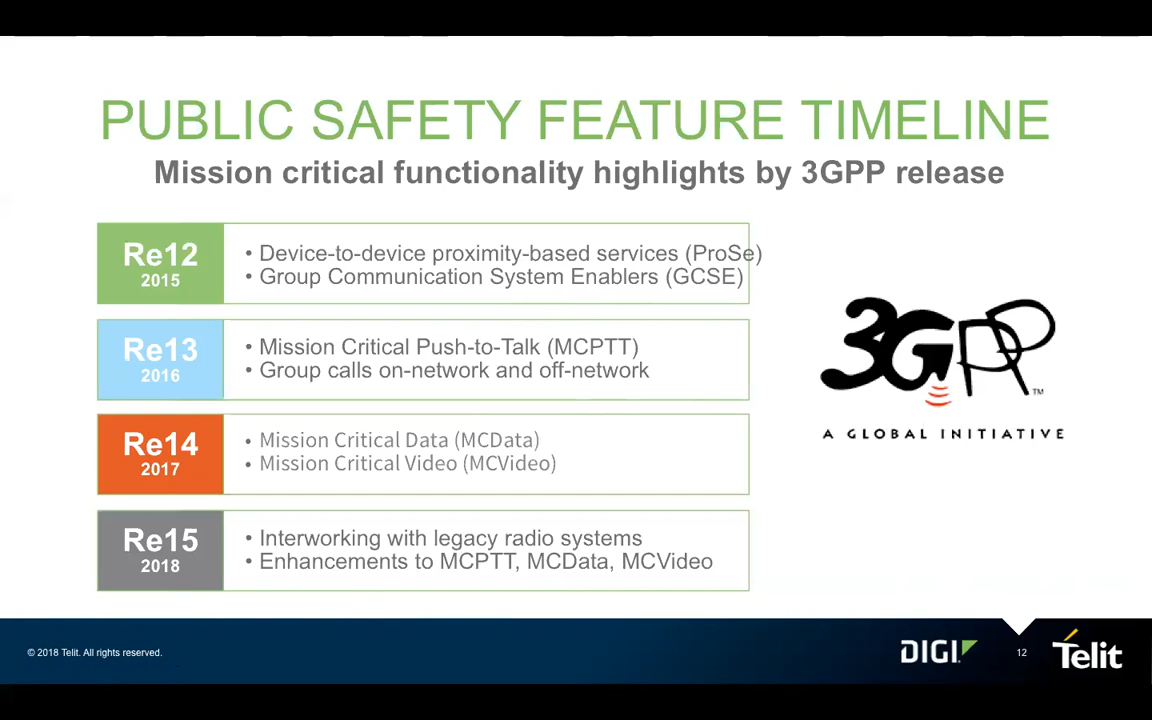 PUBLIC SAFETY FEATURE TIMELINE
Mission critical functionality highlights by 3GPP release
Re12
2015
• Device-to-device proximity-based services (ProSe)
• Group Communication System Enablers (GCSE)
Re13
2016
• Mission Critical Push-to-Talk (MCPTT)
• Group calls on-network and off-network
Re14
2017
• Mission Critical Data (MCData)
• Mission Critical Video (MCVideo)
Re15
2018
• Interworking with legacy radio systems
• Enhancements to MCPTT, MCData, MCVideo
3GPP™
A GLOBAL INITIATIVE
© 2018 Telit. All rights reserved.
DIGI
12
Telit